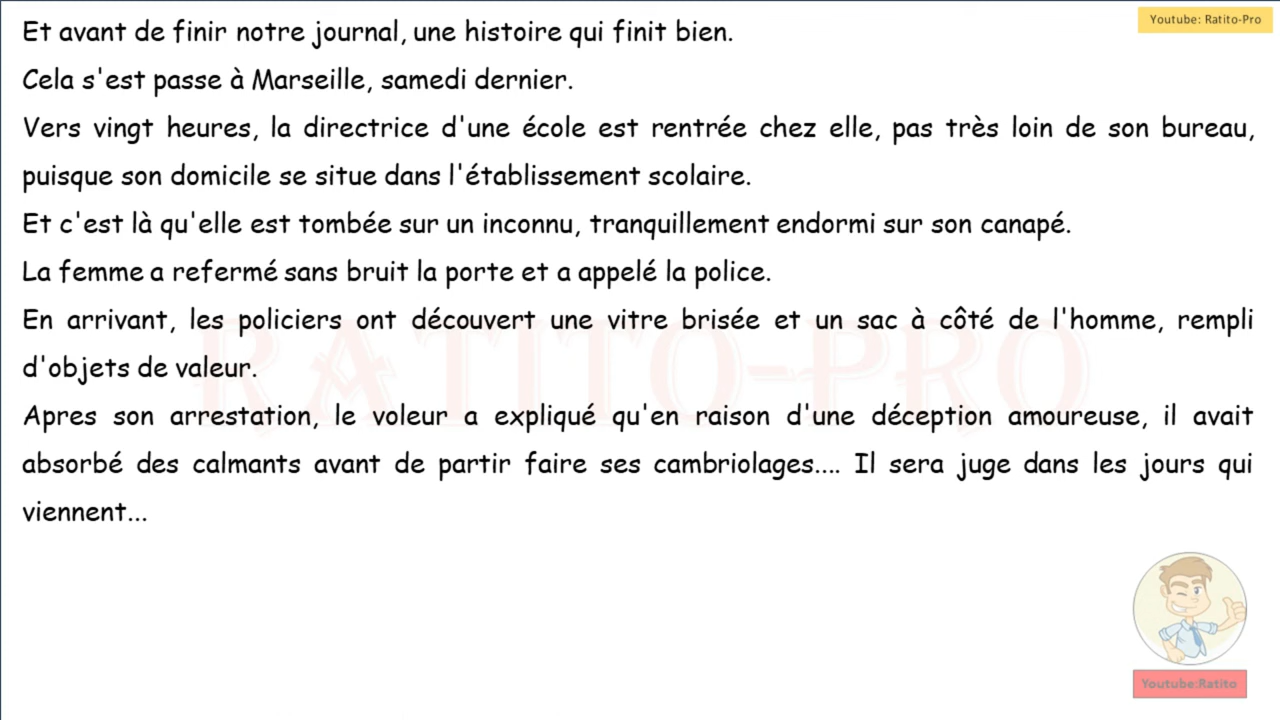 Youtube: Ratito-Pro
Et avant de finir notre journal, une histoire qui finit bien.
Cela s'est passe à Marseille, samedi dernier.
Vers vingt heures, la directrice d'une école est rentrée chez elle, pas très loin de son bureau,
puisque son domicile se situe dans l'établissement scolaire.
Et c'est là qu'elle est tombée sur un inconnu, tranquillement endormi sur son canapé.
La femme a refermé sans bruit la porte et a appelé la police.
En arrivant, les policiers ont découvert une vitre brisée et un sac à côté de l'homme, rempli
d'objets de valeur.
RATITO-PRO
Apres son arrestation, le voleur a expliqué qu'en raison d'une déception amoureuse, il avait
absorbé des calmants avant de partir faire ses cambriolages.... Il sera juge dans les jours qui
viennent...
Youtube:Ratito